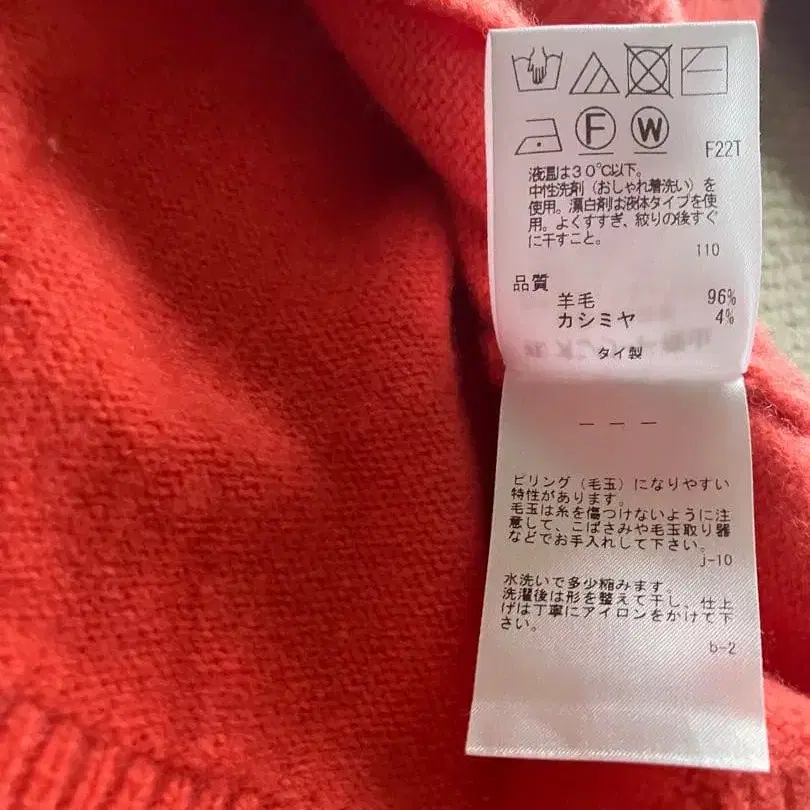 F W
F22T
液温は30℃以下。
中性洗剤（おしゃれ着洗い）を
使用。漂白剤は液体タイプを使
用。よくすすぎ、絞りの後すぐ
に干すこと。
110
品質
羊毛 96%
カシミヤ 4%
タイ製
ーーー
ピリング（毛玉）になりやすい
特性があります。
毛玉は糸を傷つけないように注
意して、こばさみや毛玉取り器
などでお手入れして下さい。
j-10
水洗いで多少縮みます。
洗濯後は形を整えて干し、仕上
げは丁寧にアイロンをかけて下
さい。
b-2